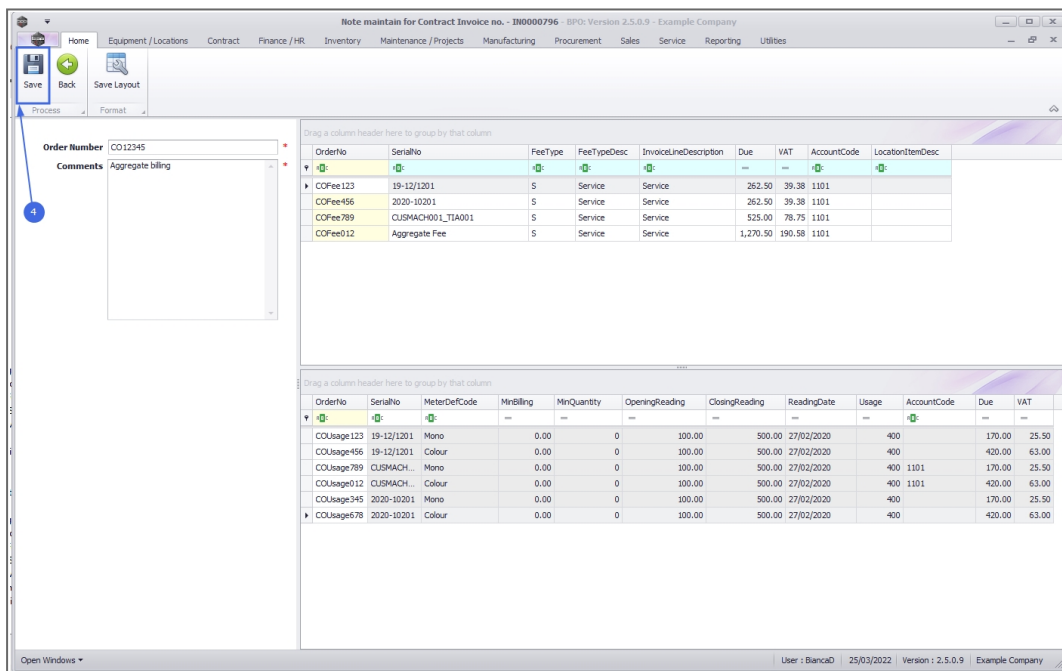 Note maintain for Contract Invoice no. - IN0000796 - BPO: Version 2.5.0.9 - Example Company
Home Equipment / Locations Contract Finance / HR Inventory Maintenance / Projects Manufacturing Procurement Sales Service Reporting Utilities
Save Back Save Layout
Process Format
Order Number CO12345 *
Comments Aggregate billing *
4
Drag a column header here to group by that column
OrderNo SerialNo FeeType FeeTypeDesc InvoiceLineDescription Due VAT AccountCode LocationItemDesc
COFee123 19-12/1201 S Service Service 262.50 39.38 1101
COFee456 2020-10201 S Service Service 262.50 39.38 1101
COFee789 CUSMACH001_TIA001 S Service Service 525.00 78.75 1101
COFee012 Aggregate Fee S Service Service 1,270.50 190.58 1101
Drag a column header here to group by that column
OrderNo SerialNo MeterDefCode MinBilling MinQuantity OpeningReading ClosingReading ReadingDate Usage AccountCode Due VAT
COUsage123 19-12/1201 Mono 0.00 0 100.00 500.00 27/02/2020 400 170.00 25.50
COUsage456 19-12/1201 Colour 0.00 0 100.00 500.00 27/02/2020 400 420.00 63.00
COUsage789 CUSMACH... Mono 0.00 0 100.00 500.00 27/02/2020 400 1101 170.00 25.50
COUsage012 CUSMACH... Colour 0.00 0 100.00 500.00 27/02/2020 400 1101 420.00 63.00
COUsage345 2020-10201 Mono 0.00 0 100.00 500.00 27/02/2020 400 170.00 25.50
COUsage678 2020-10201 Colour 0.00 0 100.00 500.00 27/02/2020 400 420.00 63.00
Open Windows User : BiancaD 25/03/2022 Version : 2.5.0.9 Example Company